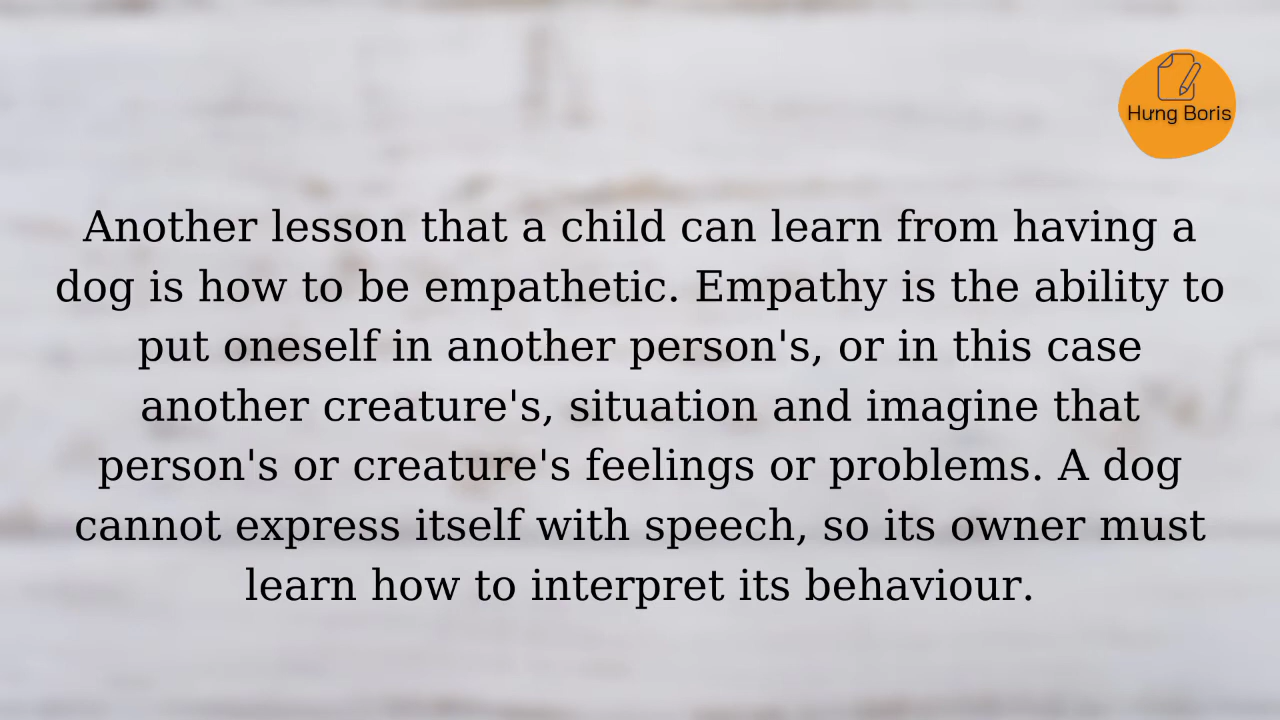 Hưng Boris
Another lesson that a child can learn from having a
dog is how to be empathetic. Empathy is the ability to
put oneself in another person's, or in this case
another creature's, situation and imagine that
person's or creature's feelings or problems. A dog
cannot express itself with speech, so its owner must
learn how to interpret its behaviour.